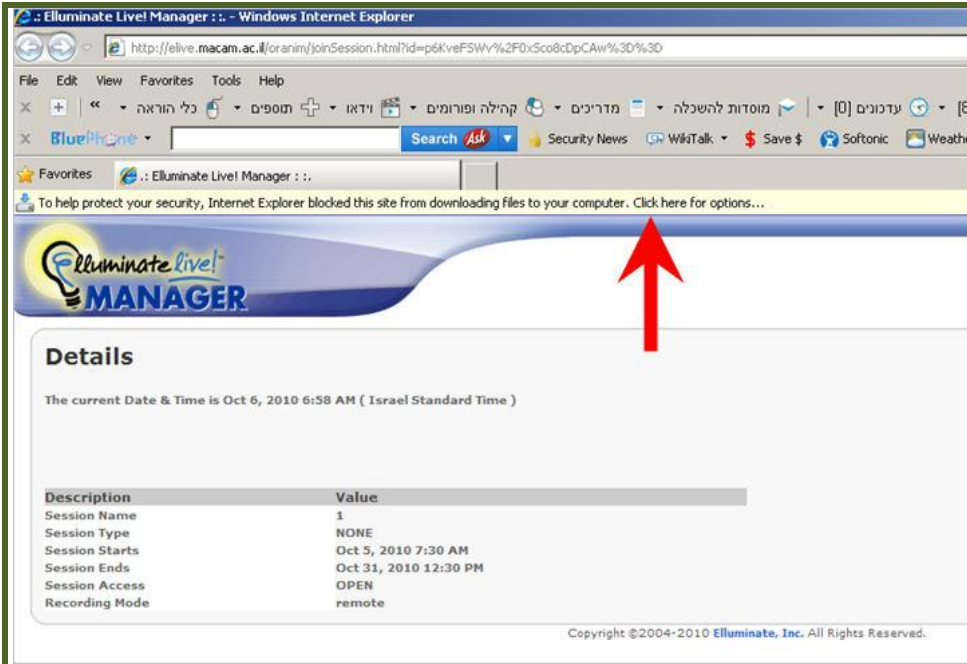 .: Elluminate Live! Manager : :. - Windows Internet Explorer
http://elive.macam.ac.il/oranim/joinSession.html?id=p6KveFSWv%2F0xSco8cDpCAw%3D%3D
File Edit View Favorites Tools Help
עדכונים [0] מוסדות להשכלה מדריכים קהילה ופורומים וידאו תוספים כלי הוראה
BluePhone Search Ask Security News WikiTalk Save $ Softonic
Favorites .: Elluminate Live! Manager : :.
To help protect your security, Internet Explorer blocked this site from downloading files to your computer. Click here for options...
Elluminate live!
MANAGER
Details
The current Date & Time is Oct 6, 2010 6:58 AM ( Israel Standard Time )
Description Value
Session Name 1
Session Type NONE
Session Starts Oct 5, 2010 7:30 AM
Session Ends Oct 31, 2010 12:30 PM
Session Access OPEN
Recording Mode remote
Copyright ©2004-2010 Elluminate, Inc. All Rights Reserved.